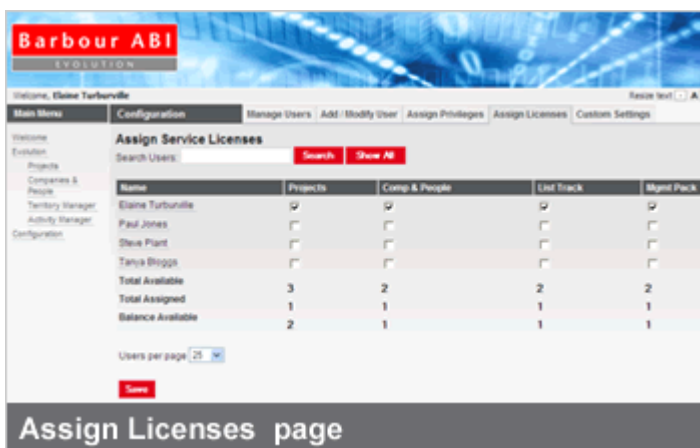 Barbour ABI
EVOLUTION
Welcome, Elaine Turburville
Resize text - A
Main Menu
Configuration Manage Users Add / Modify User Assign Privileges Assign Licenses Custom Settings
Welcome
Evolution
Projects
Companies &
People
Territory Manager
Activity Manager
Configuration
Assign Service Licenses
Search Users: Search Show All
Name Projects Comp & People List Track Mgmt Pack
Elaine Turburville
Paul Jones
Steve Plant
Tanya Bloggs
Total Available 3 2 2 2
Total Assigned 1 1 1 1
Balance Available 2 1 1 1
Users per page 25
Save
Assign Licenses page